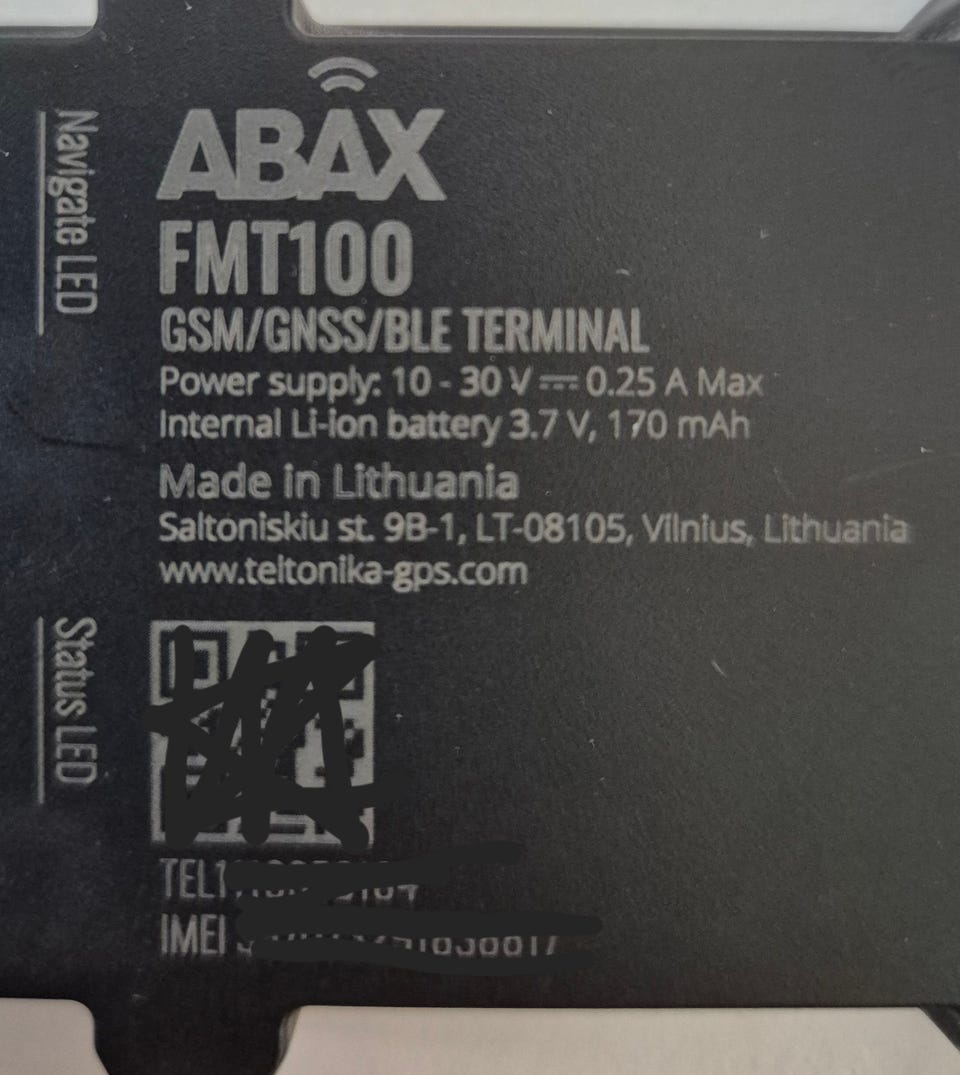 ABAX
FMT100
GSM/GNSS/BLE TERMINAL
Power supply: 10 - 30 V ⎓ 0.25 A Max
Internal Li-ion battery 3.7 V, 170 mAh
Made in Lithuania
Saltoniskiu st. 9B-1, LT-08105, Vilnius, Lithuania
www.teltonika-gps.com
IMEI
Navigate LED
Status LED